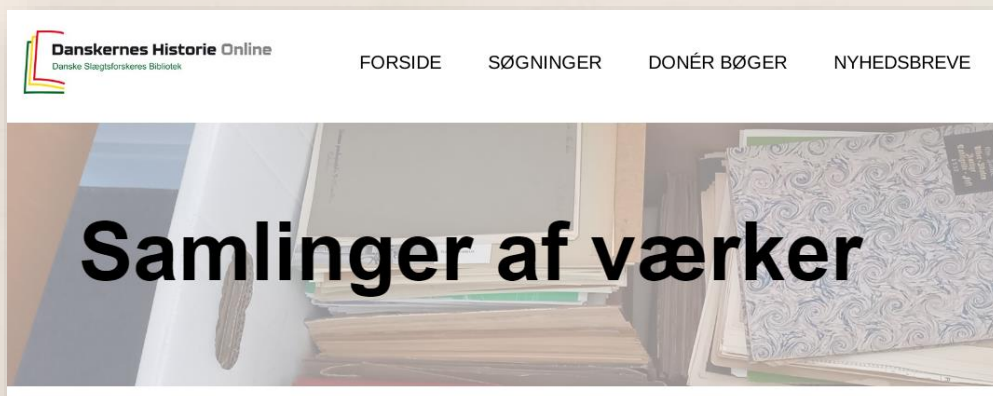 Danskernes Historie Online
Danske Slægtsforskeres Bibliotek
FORSIDE SØGNINGER DONÉR BØGER NYHEDSBREVE
Samlinger af værker